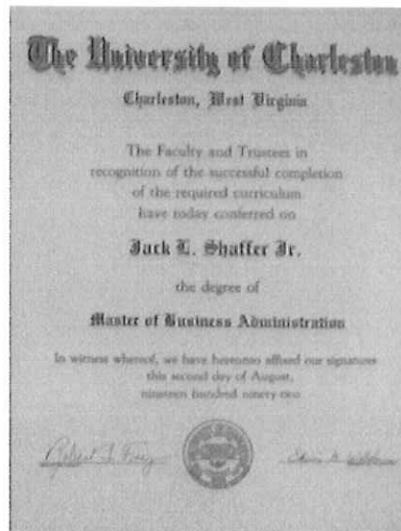 The University of Charleston
Charleston, West Virginia
The Faculty and Trustees in
recognition of the successful completion
of the required curriculum
have today conferred on
Jack L. Shaffer Jr.
the degree of
Master of Business Administration
In witness whereof, we have hereunto affixed our signatures
this second day of August,
nineteen hundred ninety two